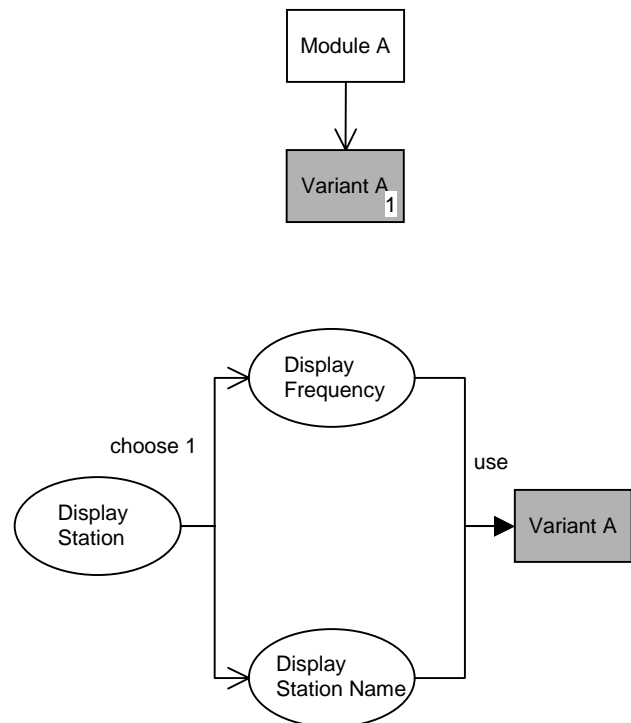 Module A
Variant A
1
Display
Frequency
choose 1
use
Display
Station
Variant A
Display
Station Name